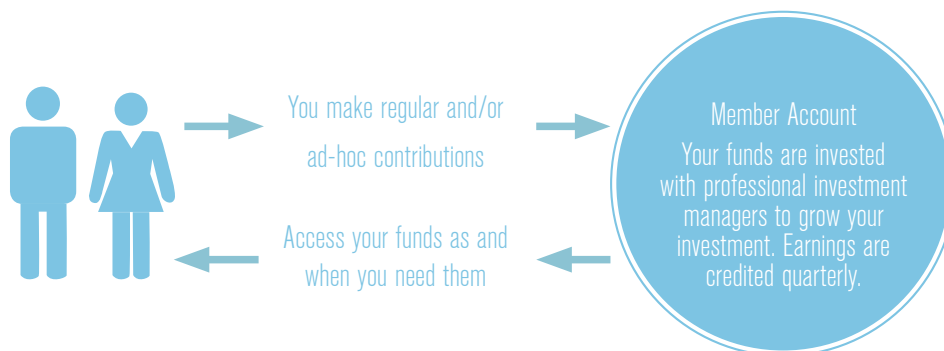 You make regular and/or
ad-hoc contributions
Access your funds as and
when you need them
Member Account
Your funds are invested
with professional investment
managers to grow your
investment. Earnings are
credited quarterly.